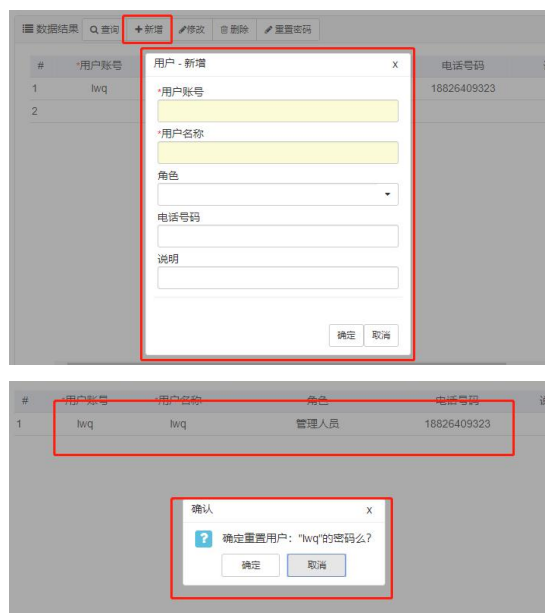 数据结果 查询 +新增 修改 删除 重置密码
# *用户账号 电话号码
1 lwq 18826409323
2
用户 - 新增 x
*用户账号
*用户名称
角色
电话号码
说明
确定 取消
# *用户账号 *用户名称 角色 电话号码
1 lwq lwq 管理人员 18826409323
确认 x
? 确定重置用户："lwq"的密码么?
确定 取消